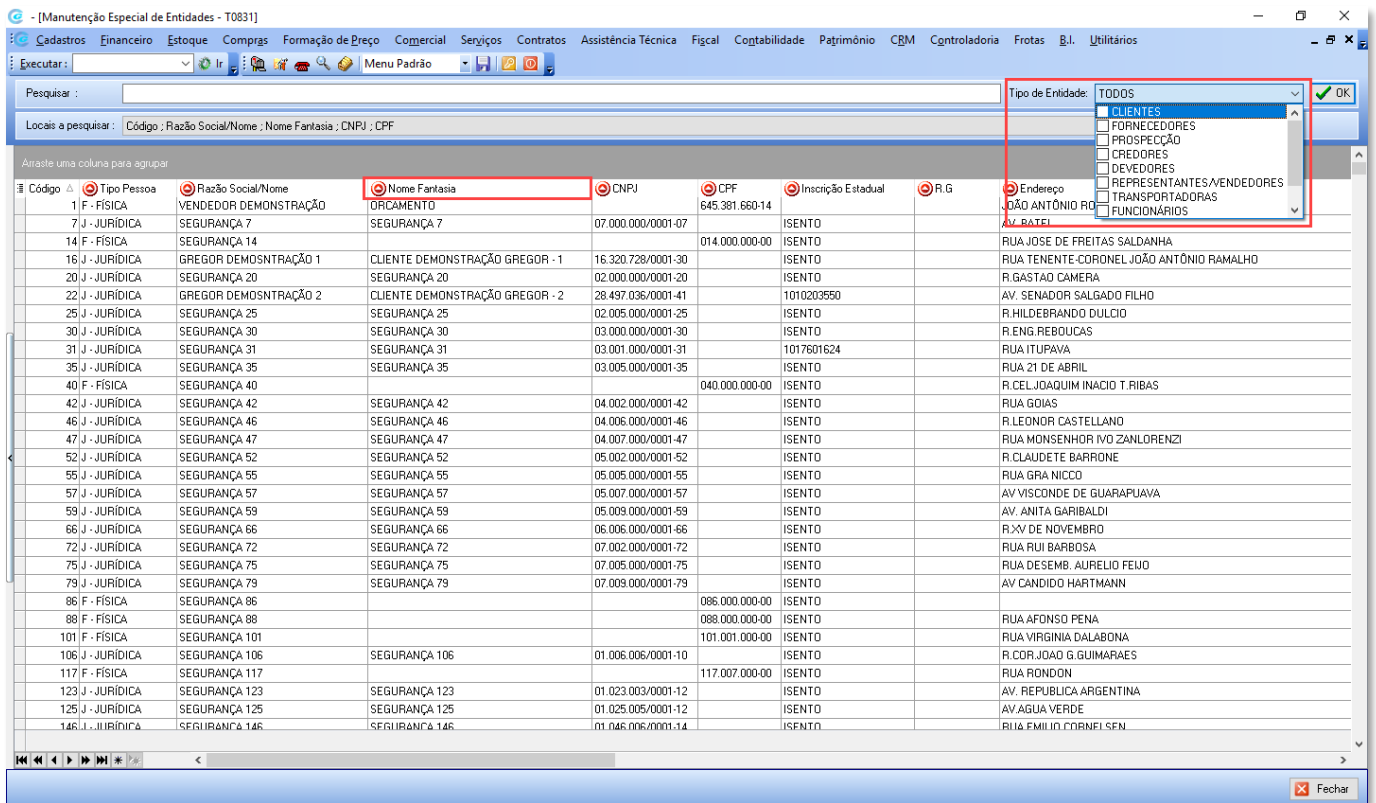 - [Manutenção Especial de Entidades - T0831]
Cadastros Financeiro Estoque Compras Formação de Preço Comercial Serviços Contratos Assistência Técnica Fiscal Contabilidade Patrimônio CRM Controladoria Frotas B.I. Utilitários
Executar : Ir Menu Padrão
Pesquisar : Tipo de Entidade: TODOS OK
Locais a pesquisar : Código ; Razão Social/Nome ; Nome Fantasia ; CNPJ ; CPF
CLIENTES
FORNECEDORES
PROSPECÇÃO
CREDORES
DEVEDORES
REPRESENTANTES/VENDEDORES
TRANSPORTADORAS
FUNCIONÁRIOS
Arraste uma coluna para agrupar
Código Tipo Pessoa Razão Social/Nome Nome Fantasia CNPJ CPF Inscrição Estadual R.G Endereço
1 F - FÍSICA VENDEDOR DEMONSTRAÇÃO ORCAMENTO 645.381.660-14 JOÃO ANTÔNIO RO
7 J - JURÍDICA SEGURANÇA 7 SEGURANÇA 7 07.000.000/0001-07 ISENTO AV. BATEL
14 F - FÍSICA SEGURANÇA 14 014.000.000-00 ISENTO RUA JOSE DE FREITAS SALDANHA
16 J - JURÍDICA GREGOR DEMOSNTRAÇÃO 1 CLIENTE DEMONSTRAÇÃO GREGOR - 1 16.320.728/0001-30 ISENTO RUA TENENTE-CORONEL JOÃO ANTÔNIO RAMALHO
20 J - JURÍDICA SEGURANÇA 20 SEGURANÇA 20 02.000.000/0001-20 ISENTO R.GASTAO CAMERA
22 J - JURÍDICA GREGOR DEMOSNTRAÇÃO 2 CLIENTE DEMONSTRAÇÃO GREGOR - 2 28.497.036/0001-41 1010203550 AV. SENADOR SALGADO FILHO
25 J - JURÍDICA SEGURANÇA 25 SEGURANÇA 25 02.005.000/0001-25 ISENTO R.HILDEBRANDO DULCIO
30 J - JURÍDICA SEGURANÇA 30 SEGURANÇA 30 03.000.000/0001-30 ISENTO R.ENG.REBOUCAS
31 J - JURÍDICA SEGURANÇA 31 SEGURANÇA 31 03.001.000/0001-31 1017601624 RUA ITUPAVA
35 J - JURÍDICA SEGURANÇA 35 SEGURANÇA 35 03.005.000/0001-35 ISENTO RUA 21 DE ABRIL
40 F - FÍSICA SEGURANÇA 40 040.000.000-00 ISENTO R.CEL.JOAQUIM INACIO T.RIBAS
42 J - JURÍDICA SEGURANÇA 42 SEGURANÇA 42 04.002.000/0001-42 ISENTO RUA GOIAS
46 J - JURÍDICA SEGURANÇA 46 SEGURANÇA 46 04.006.000/0001-46 ISENTO R.LEONOR CASTELLANO
47 J - JURÍDICA SEGURANÇA 47 SEGURANÇA 47 04.007.000/0001-47 ISENTO RUA MONSENHOR IVO ZANLORENZI
52 J - JURÍDICA SEGURANÇA 52 SEGURANÇA 52 05.002.000/0001-52 ISENTO R.CLAUDETE BARRONE
55 J - JURÍDICA SEGURANÇA 55 SEGURANÇA 55 05.005.000/0001-55 ISENTO RUA GRA NICCO
57 J - JURÍDICA SEGURANÇA 57 SEGURANÇA 57 05.007.000/0001-57 ISENTO AV VISCONDE DE GUARAPUAVA
59 J - JURÍDICA SEGURANÇA 59 SEGURANÇA 59 05.009.000/0001-59 ISENTO AV. ANITA GARIBALDI
66 J - JURÍDICA SEGURANÇA 66 SEGURANÇA 66 06.006.000/0001-66 ISENTO R.XV DE NOVEMBRO
72 J - JURÍDICA SEGURANÇA 72 SEGURANÇA 72 07.002.000/0001-72 ISENTO RUA RUI BARBOSA
75 J - JURÍDICA SEGURANÇA 75 SEGURANÇA 75 07.005.000/0001-75 ISENTO RUA DESEMB. AURELIO FEIJO
79 J - JURÍDICA SEGURANÇA 79 SEGURANÇA 79 07.009.000/0001-79 ISENTO AV CANDIDO HARTMANN
86 F - FÍSICA SEGURANÇA 86 086.000.000-00 ISENTO
88 F - FÍSICA SEGURANÇA 88 088.000.000-00 ISENTO RUA AFONSO PENA
101 F - FÍSICA SEGURANÇA 101 101.001.000-00 ISENTO RUA VIRGINIA DALABONA
106 J - JURÍDICA SEGURANÇA 106 SEGURANÇA 106 01.006.006/0001-10 ISENTO R.COR.JOAO G.GUIMARAES
117 F - FÍSICA SEGURANÇA 117 117.007.000-00 ISENTO RUA RONDON
123 J - JURÍDICA SEGURANÇA 123 SEGURANÇA 123 01.023.003/0001-12 ISENTO AV. REPUBLICA ARGENTINA
125 J - JURÍDICA SEGURANÇA 125 SEGURANÇA 125 01.025.005/0001-12 ISENTO AV.AGUA VERDE
146 J - JURÍDICA SEGURANÇA 146 SEGURANÇA 146 01.046.006/0001-14 ISENTO RUA EMILIO CORNELSEN
Fechar